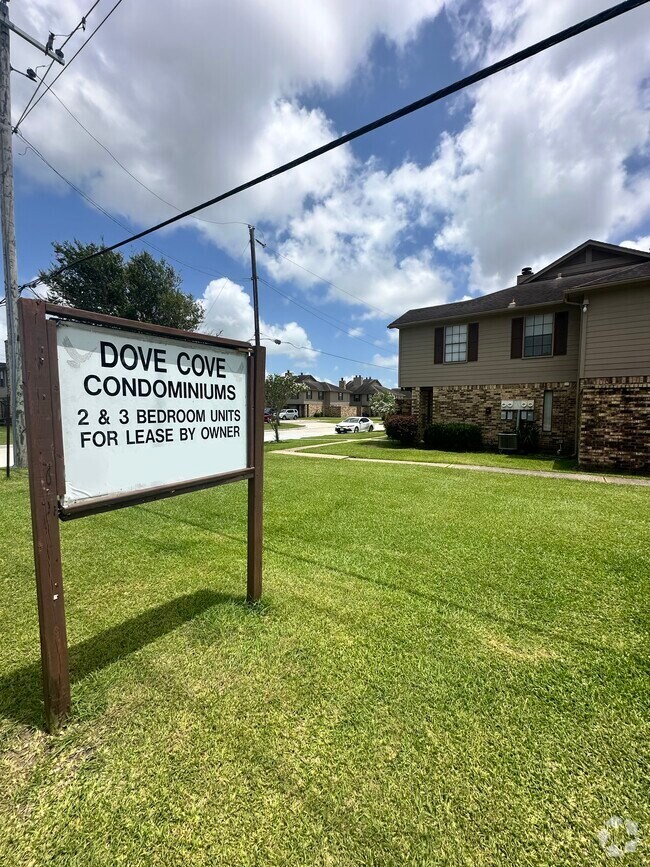 DOVE COVE
CONDOMINIUMS
2 & 3 BEDROOM UNITS
FOR LEASE BY OWNER